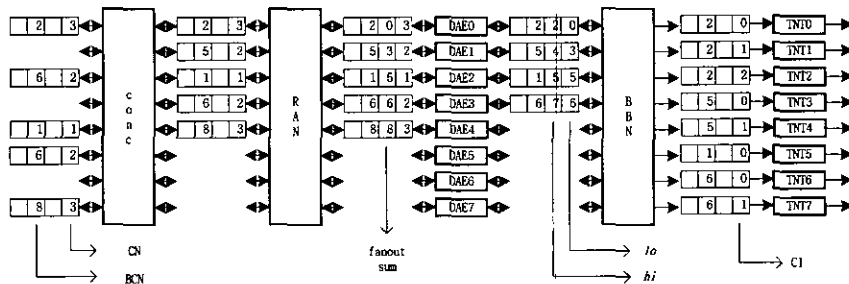 2 3 2 3 2 0 3 DAE0 2 2 0 2 0 TNT0
5 2 5 3 2 DAE1 5 4 3 2 1 TNT1
6 2 1 1 1 5 1 DAE2 1 5 5 2 2 TNT2
6 2 6 6 2 DAE3 6 7 6 5 0 TNT3
1 1 8 3 8 8 3 DAE4 5 1 TNT4
6 2 DAE5 1 0 TNT5
DAE6 6 0 TNT6
8 3 DAE7 6 1 TNT7
conc
RAN
BBN
CN
BCN
fanout
sum
lo
hi
CI